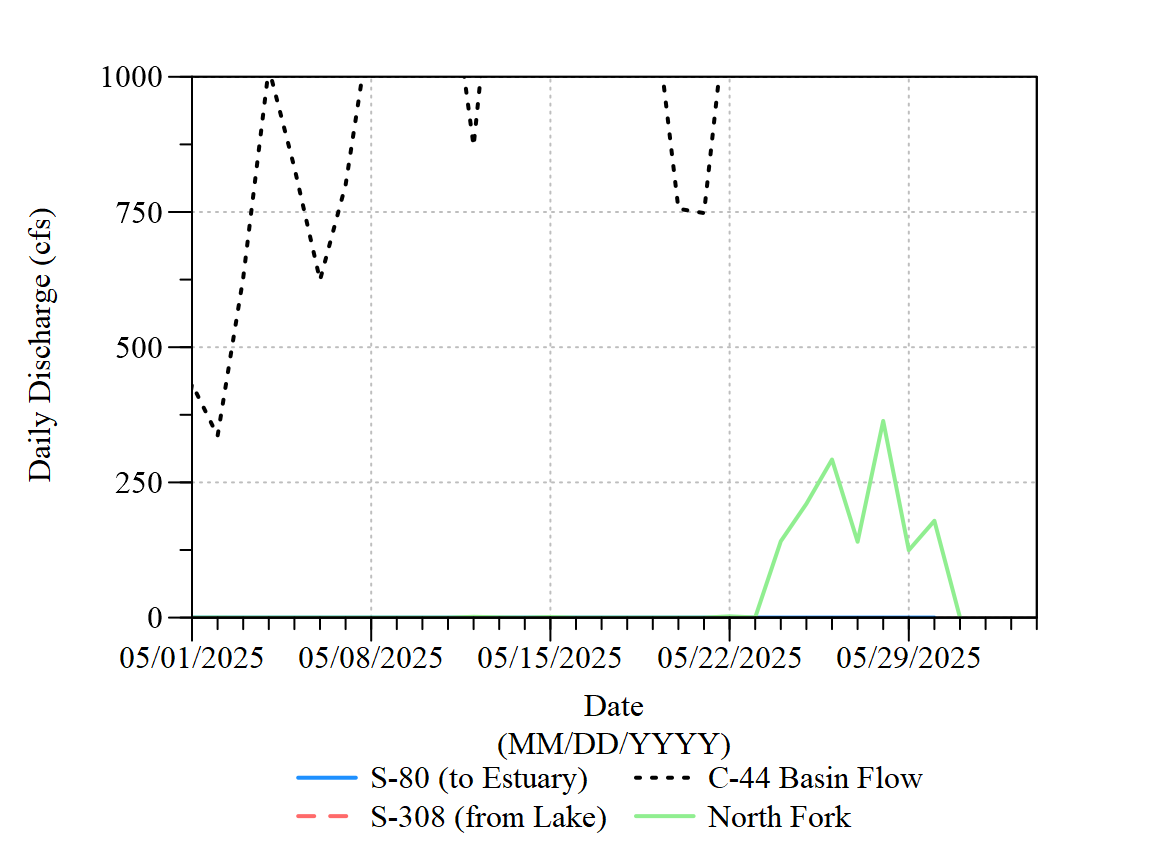 Daily Discharge (cfs)
1000
750
500
250
0
05/01/2025 05/08/2025 05/15/2025 05/22/2025 05/29/2025
Date
(MM/DD/YYYY)
S-80 (to Estuary) C-44 Basin Flow
S-308 (from Lake) North Fork